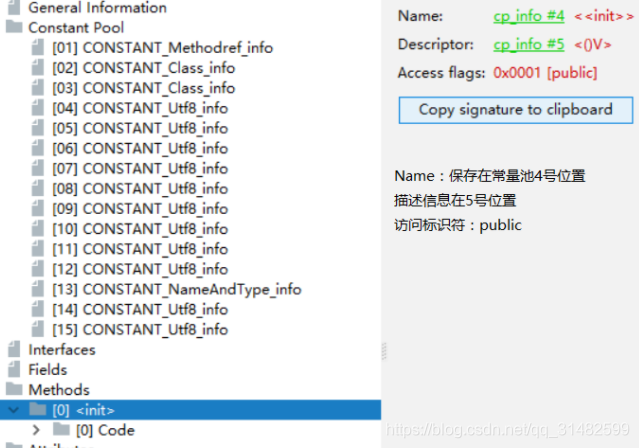 General Information
Constant Pool
[01] CONSTANT_Methodref_info
[02] CONSTANT_Class_info
[03] CONSTANT_Class_info
[04] CONSTANT_Utf8_info
[05] CONSTANT_Utf8_info
[06] CONSTANT_Utf8_info
[07] CONSTANT_Utf8_info
[08] CONSTANT_Utf8_info
[09] CONSTANT_Utf8_info
[10] CONSTANT_Utf8_info
[11] CONSTANT_Utf8_info
[12] CONSTANT_Utf8_info
[13] CONSTANT_NameAndType_info
[14] CONSTANT_Utf8_info
[15] CONSTANT_Utf8_info
Interfaces
Fields
Methods
[0] <init>
[0] Code
Name: cp_info #4 <<init>>
Descriptor: cp_info #5 <()V>
Access flags: 0x0001 [public]
Copy signature to clipboard
Name：保存在常量池4号位置
描述信息在5号位置
访问标识符：public
https://blog.csdn.net/qq_31482599